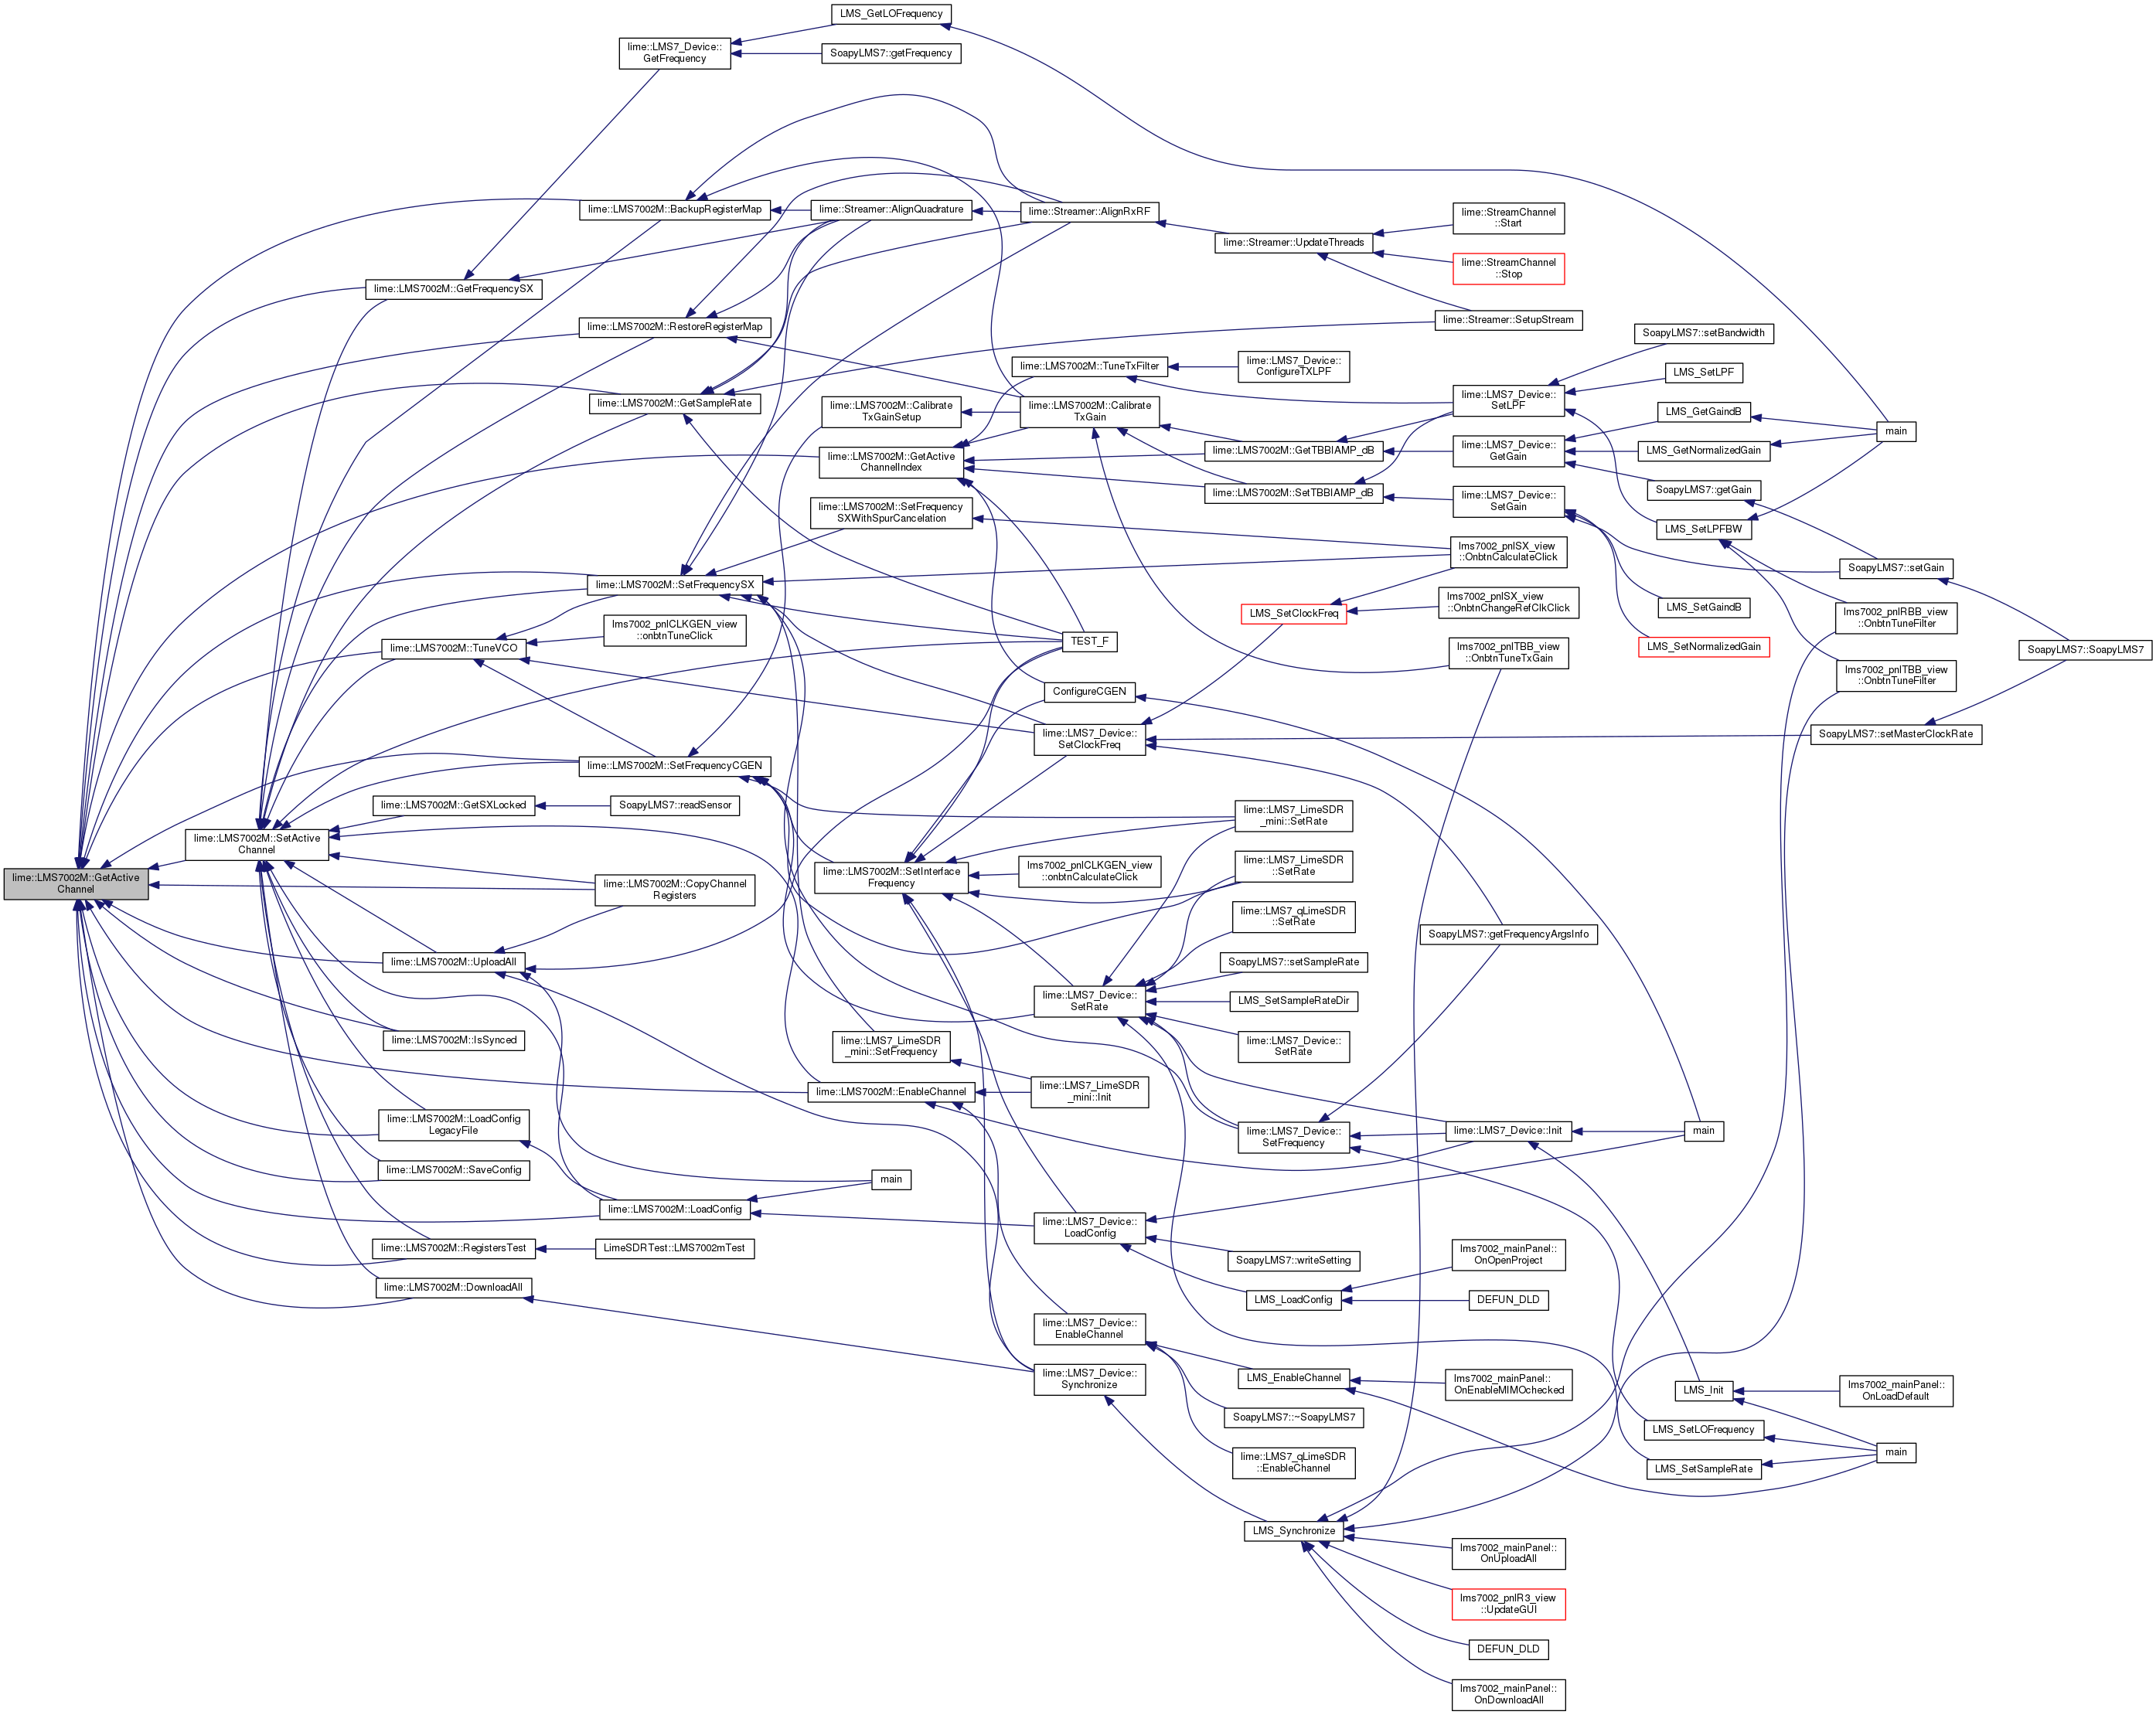 LMS_GetLOFrequency
lime::LMS7_Device::
GetFrequency
SoapyLMS7::getFrequency
lime::LMS7002M::BackupRegisterMap
lime::Streamer::AlignQuadrature
lime::Streamer::AlignRxRF
lime::StreamChannel
::Start
lime::Streamer::UpdateThreads
lime::StreamChannel
::Stop
lime::LMS7002M::GetFrequencySX
lime::LMS7002M::RestoreRegisterMap
lime::Streamer::SetupStream
SoapyLMS7::setBandwidth
lime::LMS7002M::TuneTxFilter
lime::LMS7_Device::
ConfigureTXLPF
LMS_SetLPF
lime::LMS7002M::GetSampleRate
lime::LMS7002M::Calibrate
TxGainSetup
lime::LMS7002M::Calibrate
TxGain
lime::LMS7_Device::
SetLPF
LMS_GetGaindB
main
lime::LMS7002M::GetActive
ChannelIndex
lime::LMS7002M::GetTBBIAMP_dB
lime::LMS7_Device::
GetGain
LMS_GetNormalizedGain
lime::LMS7002M::SetTBBIAMP_dB
lime::LMS7_Device::
SetGain
SoapyLMS7::getGain
lime::LMS7002M::SetFrequency
SXWithSpurCancelation
LMS_SetLPFBW
lms7002_pnlSX_view
::OnbtnCalculateClick
SoapyLMS7::setGain
lime::LMS7002M::SetFrequencySX
LMS_SetClockFreq
lms7002_pnlSX_view
::OnbtnChangeRefClkClick
LMS_SetGaindB
lms7002_pnlRBB_view
::OnbtnTuneFilter
lms7002_pnlCLKGEN_view
::onbtnTuneClick
lime::LMS7002M::TuneVCO
TEST_F
lms7002_pnlTBB_view
::OnbtnTuneTxGain
LMS_SetNormalizedGain
SoapyLMS7::SoapyLMS7
lms7002_pnlTBB_view
::OnbtnTuneFilter
ConfigureCGEN
lime::LMS7_Device::
SetClockFreq
SoapyLMS7::setMasterClockRate
lime::LMS7002M::SetFrequencyCGEN
lime::LMS7002M::GetSXLocked
SoapyLMS7::readSensor
lime::LMS7_LimeSDR
_mini::SetRate
lime::LMS7002M::SetActive
Channel
lime::LMS7002M::GetActive
Channel
lime::LMS7002M::CopyChannel
Registers
lime::LMS7002M::SetInterface
Frequency
lms7002_pnlCLKGEN_view
::onbtnCalculateClick
lime::LMS7_LimeSDR
::SetRate
lime::LMS7_qLimeSDR
::SetRate
SoapyLMS7::getFrequencyArgsInfo
lime::LMS7002M::UploadAll
SoapyLMS7::setSampleRate
lime::LMS7_Device::
SetRate
LMS_SetSampleRateDir
lime::LMS7002M::IsSynced
lime::LMS7_LimeSDR
_mini::SetFrequency
lime::LMS7_Device::
SetRate
lime::LMS7002M::EnableChannel
lime::LMS7_LimeSDR
_mini::Init
lime::LMS7002M::LoadConfig
LegacyFile
lime::LMS7_Device::
SetFrequency
lime::LMS7_Device::Init
main
lime::LMS7002M::SaveConfig
main
lime::LMS7002M::LoadConfig
lime::LMS7_Device::
LoadConfig
lime::LMS7002M::RegistersTest
LimeSDRTest::LMS7002mTest
SoapyLMS7::writeSetting
lms7002_mainPanel::
OnOpenProject
lime::LMS7002M::DownloadAll
LMS_LoadConfig
DEFUN_DLD
lime::LMS7_Device::
EnableChannel
lime::LMS7_Device::
Synchronize
LMS_EnableChannel
lms7002_mainPanel::
OnEnableMIMOchecked
LMS_Init
lms7002_mainPanel::
OnLoadDefault
SoapyLMS7::~SoapyLMS7
LMS_SetLOFrequency
lime::LMS7_qLimeSDR
::EnableChannel
LMS_SetSampleRate
main
LMS_Synchronize
lms7002_mainPanel::
OnUploadAll
lms7002_pnlR3_view
::UpdateGUI
DEFUN_DLD
lms7002_mainPanel::
OnDownloadAll